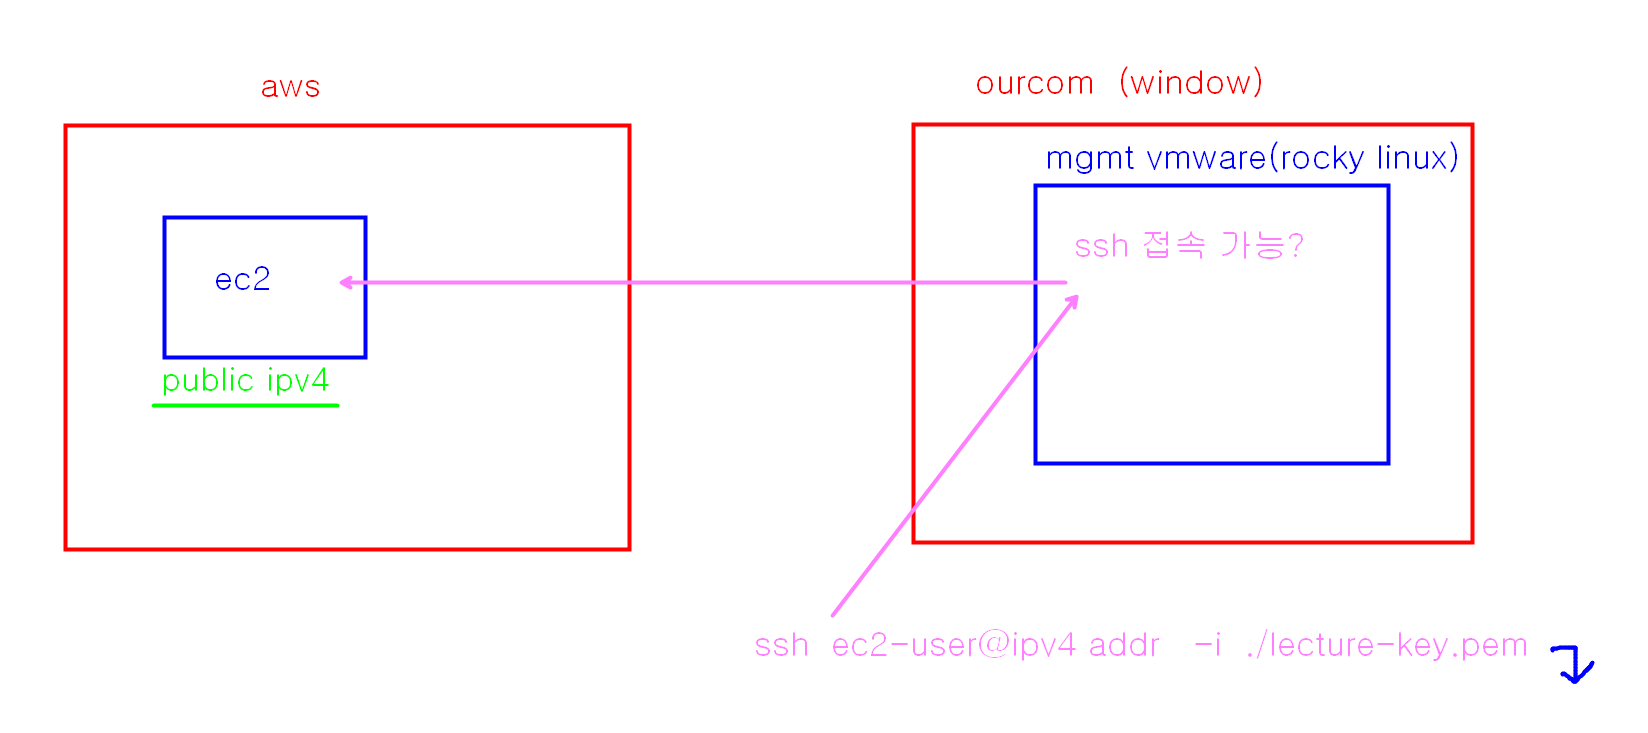 aws
ourcom (window)
mgmt vmware(rocky linux)
ssh 접속 가능?
ec2
public ipv4
ssh ec2-user@ipv4 addr -i ./lecture-key.pem